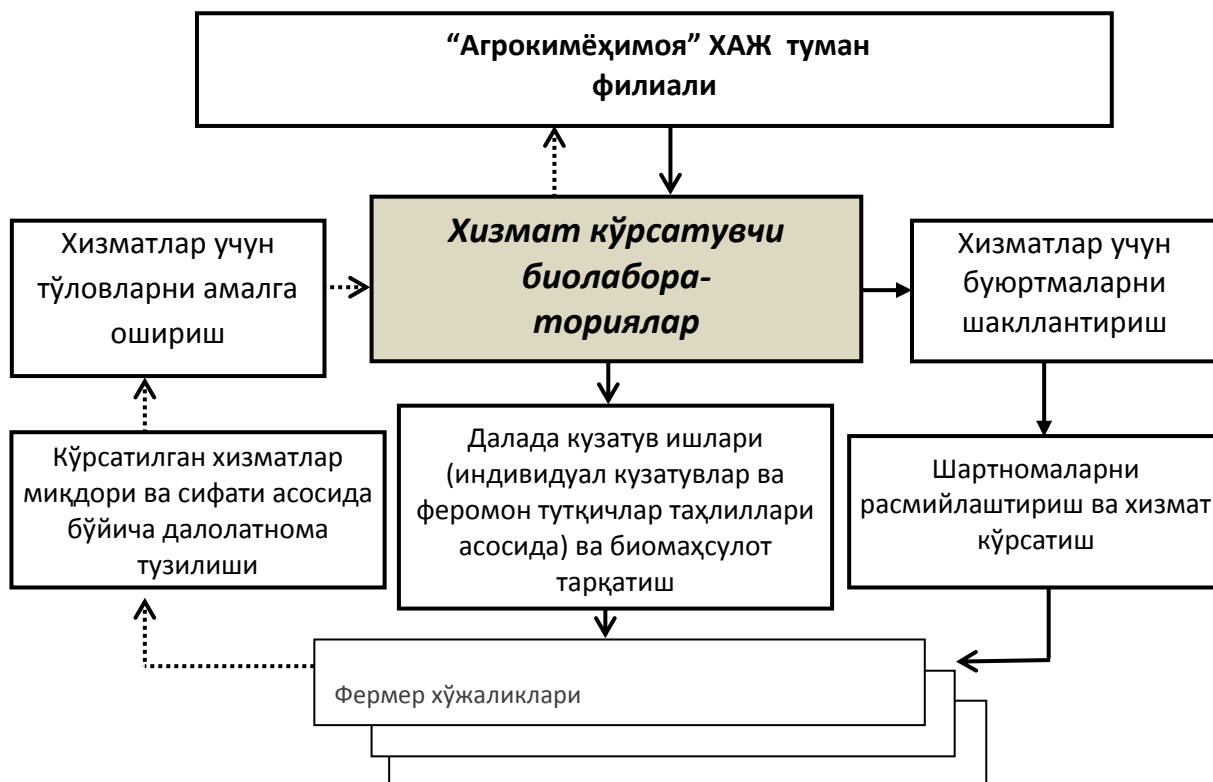 “Агрокимёҳимоя” ХАЖ туман
филиали
Хизматлар учун
тўловларни амалга
ошириш
Хизмат кўрсатувчи
биолабора-
ториялар
Хизматлар учун
буюртмаларни
шакллантириш
Кўрсатилган хизматлар
миқдори ва сифати асосида
бўйича далолатнома
тузилиши
Далада кузатув ишлари
(индивидуал кузатувлар ва
феромон тутқичлар таҳлиллари
асосида) ва биомаҳсулот
тарқатиш
Шартномаларни
расмийлаштириш ва хизмат
кўрсатиш
Фермер хўжаликлари